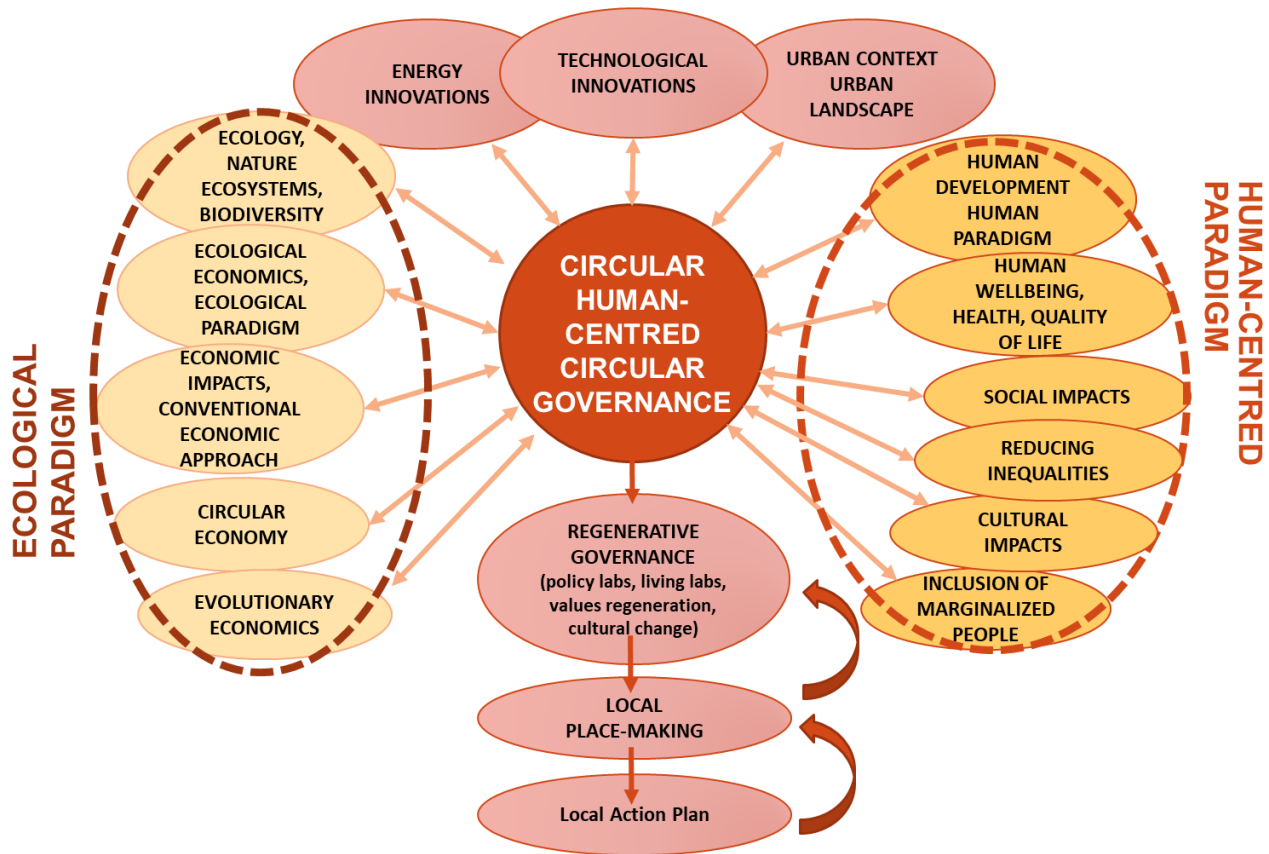 ENERGY
INNOVATIONS
TECHNOLOGICAL
INNOVATIONS
URBAN CONTEXT
URBAN
LANDSCAPE
ECOLOGICAL
PARADIGM
ECOLOGY,
NATURE
ECOSYSTEMS,
BIODIVERSITY
ECOLOGICAL
ECONOMICS,
ECOLOGICAL
PARADIGM
ECONOMIC
IMPACTS,
CONVENTIONAL
ECONOMIC
APPROACH
CIRCULAR
ECONOMY
EVOLUTIONARY
ECONOMICS
CIRCULAR
HUMAN-
CENTRED
CIRCULAR
GOVERNANCE
HUMAN
DEVELOPMENT
HUMAN
PARADIGM
HUMAN
WELLBEING,
HEALTH, QUALITY
OF LIFE
SOCIAL IMPACTS
REDUCING
INEQUALITIES
CULTURAL
IMPACTS
INCLUSION OF
MARGINALIZED
PEOPLE
HUMAN-CENTRED
PARADIGM
REGENERATIVE
GOVERNANCE
(policy labs, living labs,
values regeneration,
cultural change)
LOCAL
PLACE-MAKING
Local Action Plan